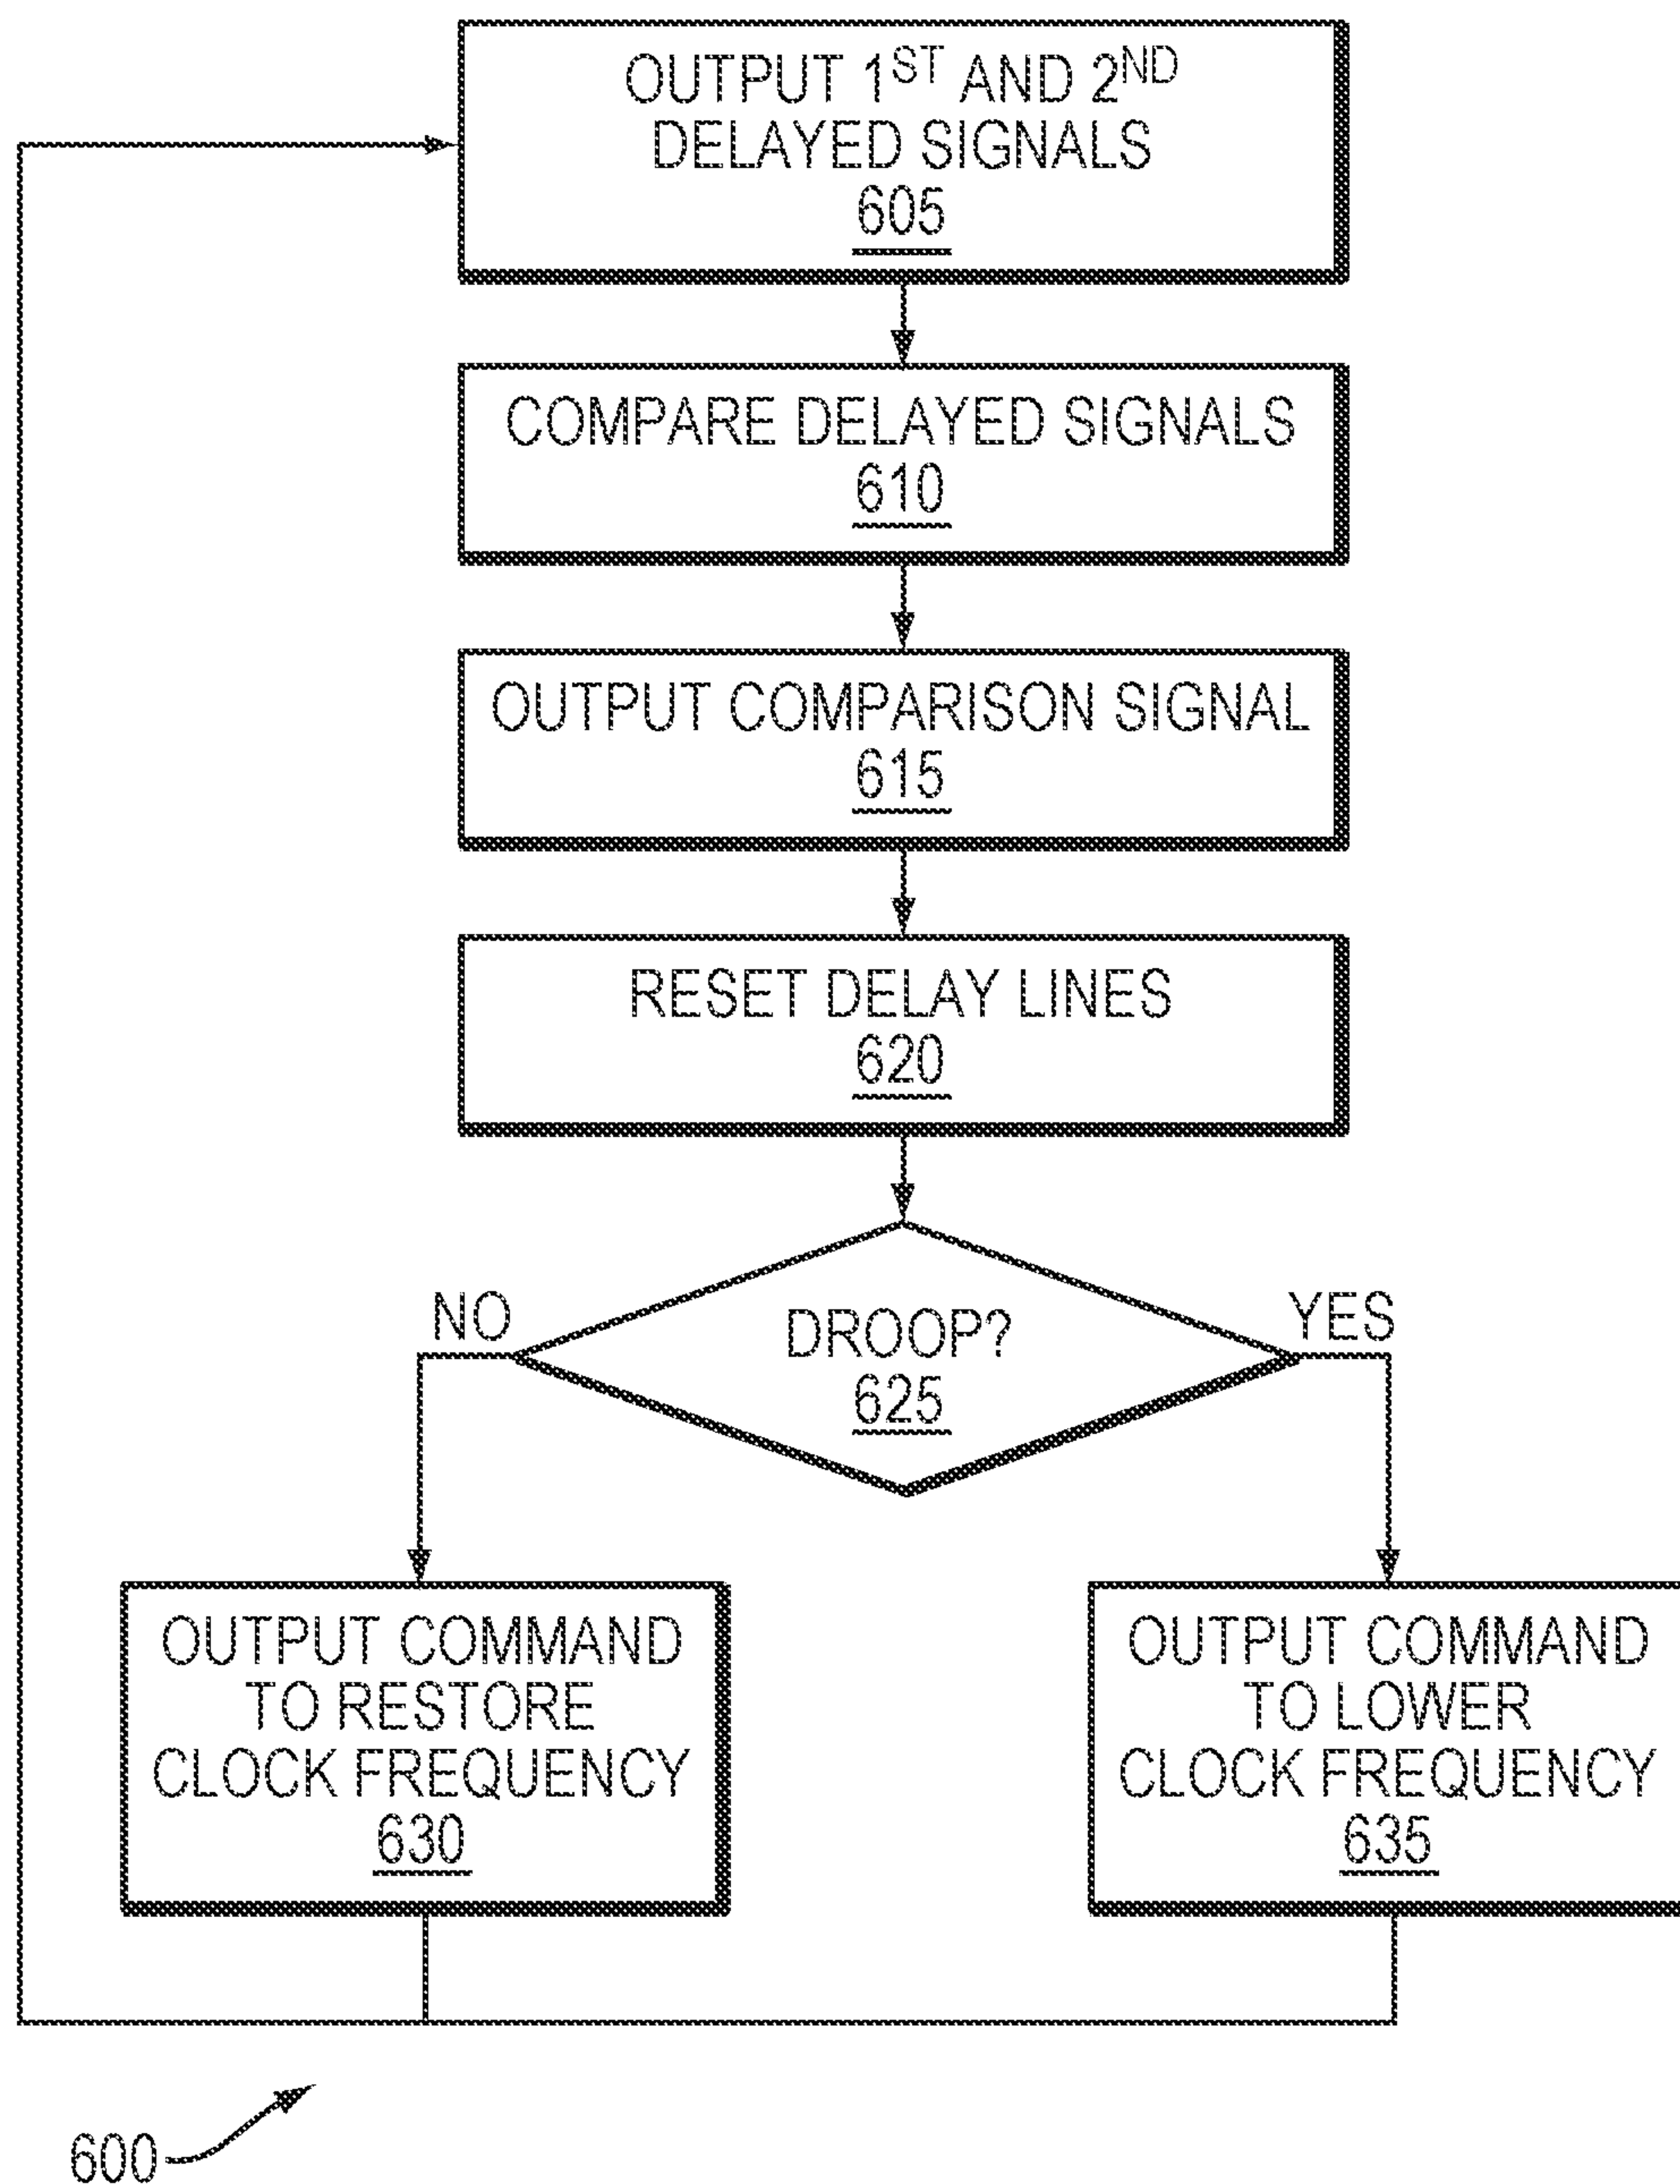 OUTPUT 1ST AND 2ND
DELAYED SIGNALS
605
COMPARE DELAYED SIGNALS
610
OUTPUT COMPARISON SIGNAL
615
RESET DELAY LINES
620
NO
DROOP?
YES
625
OUTPUT COMMAND
TO RESTORE
CLOCK FREQUENCY
630
OUTPUT COMMAND
TO LOWER
CLOCK FREQUENCY
635
600